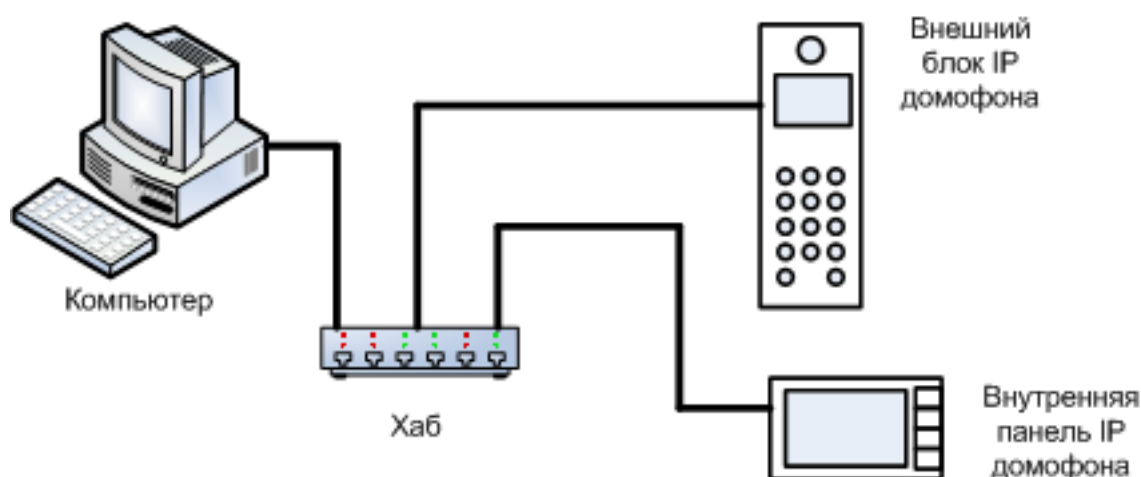 Внешний
блок IP
домофона
Компьютер
Хаб
Внутренняя
панель IP
домофона